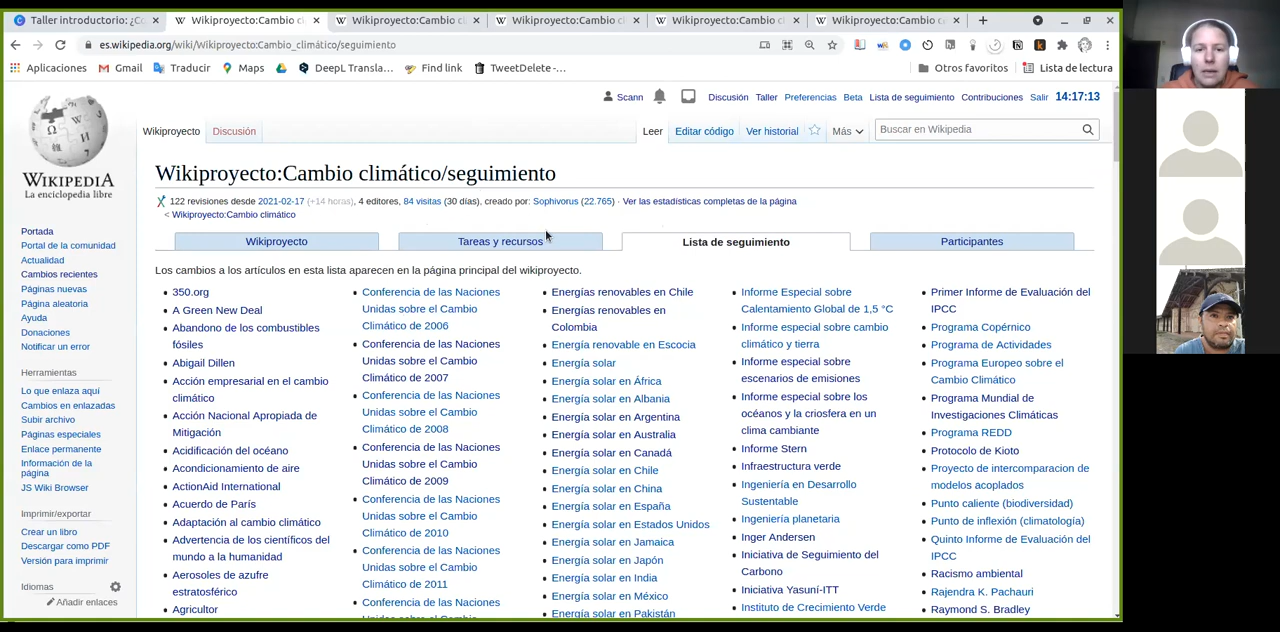 Taller introductorio: ¿Có
Wikiproyecto:Cambio cl
Wikiproyecto:Cambio cl
Wikiproyecto:Cambio cl
Wikiproyecto:Cambio cl
Wikiproyecto:Cambio cl
es.wikipedia.org/wiki/Wikiproyecto:Cambio_climático/seguimiento
Aplicaciones Gmail Traducir Maps DeepL Transla... Find link TweetDelete -... Otros favoritos Lista de lectura
Scann Discusión Taller Preferencias Beta Lista de seguimiento Contribuciones Salir 14:17:13
Wikiproyecto Discusión Leer Editar código Ver historial Más Buscar en Wikipedia
WIKIPEDIA
La enciclopedia libre
Portada
Portal de la comunidad
Actualidad
Cambios recientes
Páginas nuevas
Página aleatoria
Ayuda
Donaciones
Notificar un error
Herramientas
Lo que enlaza aquí
Cambios en enlazadas
Subir archivo
Páginas especiales
Enlace permanente
Información de la
página
JS Wiki Browser
Imprimir/exportar
Crear un libro
Descargar como PDF
Versión para imprimir
Idiomas
Añadir enlaces
Wikiproyecto:Cambio climático/seguimiento
122 revisiones desde 2021-02-17 (+14 horas), 4 editores, 84 visitas (30 días), creado por: Sophivorus (22.765) · Ver las estadísticas completas de la página
< Wikiproyecto:Cambio climático
Wikiproyecto Tareas y recursos Lista de seguimiento Participantes
Los cambios a los artículos en esta lista aparecen en la página principal del wikiproyecto.
350.org
A Green New Deal
Abandono de los combustibles
fósiles
Abigail Dillen
Acción empresarial en el cambio
climático
Acción Nacional Apropiada de
Mitigación
Acidificación del océano
Acondicionamiento de aire
ActionAid International
Acuerdo de París
Adaptación al cambio climático
Advertencia de los científicos del
mundo a la humanidad
Aerosoles de azufre
estratosférico
Agricultor
Conferencia de las Naciones
Unidas sobre el Cambio
Climático de 2006
Conferencia de las Naciones
Unidas sobre el Cambio
Climático de 2007
Conferencia de las Naciones
Unidas sobre el Cambio
Climático de 2008
Conferencia de las Naciones
Unidas sobre el Cambio
Climático de 2009
Conferencia de las Naciones
Unidas sobre el Cambio
Climático de 2010
Conferencia de las Naciones
Unidas sobre el Cambio
Climático de 2011
Conferencia de las Naciones
Unidas sobre el Cambio
Energías renovables en Chile
Energías renovables en
Colombia
Energía renovable en Escocia
Energía solar
Energía solar en África
Energía solar en Albania
Energía solar en Argentina
Energía solar en Australia
Energía solar en Canadá
Energía solar en Chile
Energía solar en China
Energía solar en España
Energía solar en Estados Unidos
Energía solar en Jamaica
Energía solar en Japón
Energía solar en India
Energía solar en México
Energía solar en Pakistán
Informe Especial sobre
Calentamiento Global de 1,5 °C
Informe especial sobre cambio
climático y tierra
Informe especial sobre
escenarios de emisiones
Informe especial sobre los
océanos y la criosfera en un
clima cambiante
Informe Stern
Infraestructura verde
Ingeniería en Desarrollo
Sustentable
Ingeniería planetaria
Inger Andersen
Iniciativa de Seguimiento del
Carbono
Iniciativa Yasuní-ITT
Instituto de Crecimiento Verde
Primer Informe de Evaluación del
IPCC
Programa Copérnico
Programa de Actividades
Programa Europeo sobre el
Cambio Climático
Programa Mundial de
Investigaciones Climáticas
Programa REDD
Protocolo de Kioto
Proyecto de intercomparacion de
modelos acoplados
Punto caliente (biodiversidad)
Punto de inflexión (climatología)
Quinto Informe de Evaluación del
IPCC
Racismo ambiental
Rajendra K. Pachauri
Raymond S. Bradley